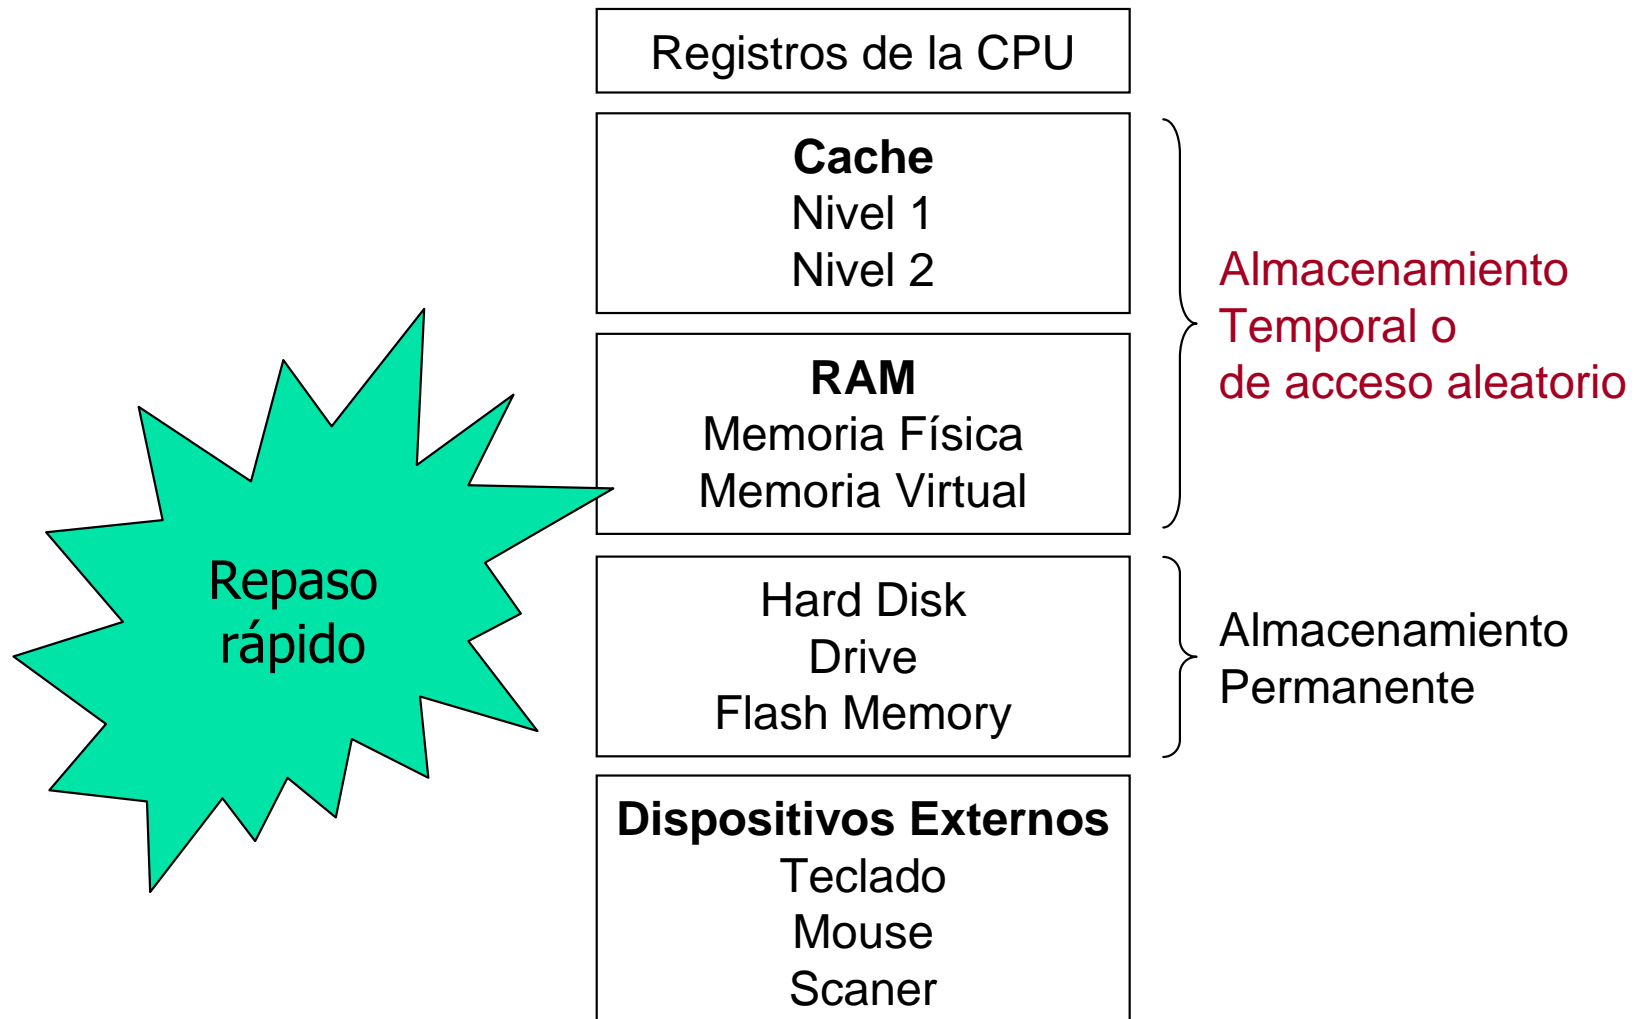 Registros de la CPU
Cache
Nivel 1
Nivel 2
Almacenamiento
Temporal o
de acceso aleatorio
RAM
Memoria Física
Memoria Virtual
Repaso
rápido
Hard Disk
Drive
Flash Memory
Almacenamiento
Permanente
Dispositivos Externos
Teclado
Mouse
Scaner